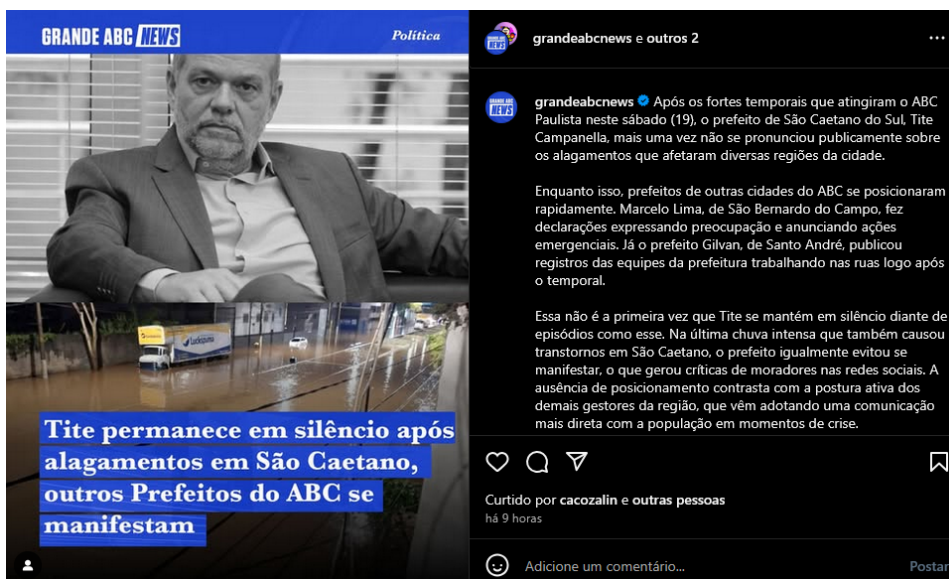 GRANDE ABC NEWS
Política
Tite permanece em silêncio após
alagamentos em São Caetano,
outros Prefeitos do ABC se
manifestam
grandeabcnews e outros 2
grandeabcnews Após os fortes temporais que atingiram o ABC
Paulista neste sábado (19), o prefeito de São Caetano do Sul, Tite
Campanella, mais uma vez não se pronunciou publicamente sobre
os alagamentos que afetaram diversas regiões da cidade.
Enquanto isso, prefeitos de outras cidades do ABC se posicionaram
rapidamente. Marcelo Lima, de São Bernardo do Campo, fez
declarações expressando preocupação e anunciando ações
emergenciais. Já o prefeito Gilvan, de Santo André, publicou
registros das equipes da prefeitura trabalhando nas ruas logo após
o temporal.
Essa não é a primeira vez que Tite se mantém em silêncio diante de
episódios como esse. Na última chuva intensa que também causou
transtornos em São Caetano, o prefeito igualmente evitou se
manifestar, o que gerou críticas de moradores nas redes sociais. A
ausência de posicionamento contrasta com a postura ativa dos
demais gestores da região, que vêm adotando uma comunicação
mais direta com a população em momentos de crise.
Curtido por cacozalin e outras pessoas
há 9 horas
Adicione um comentário...
Postar